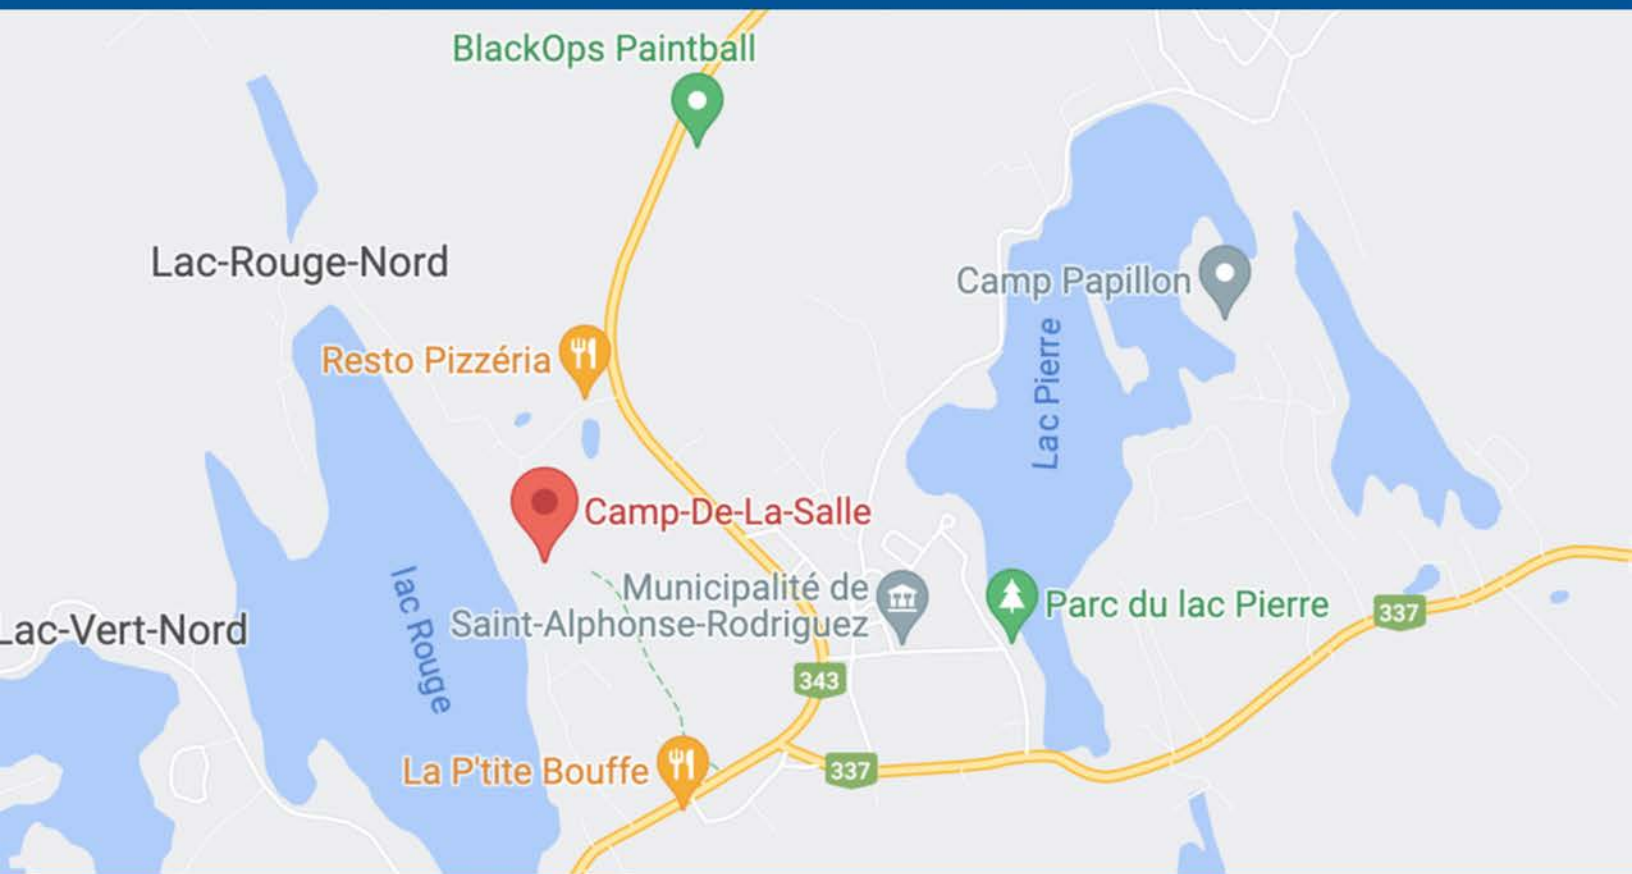 BlackOps Paintball
Lac-Rouge-Nord
Camp Papillon
Resto Pizzéria
Lac Pierre
Camp-De-La-Salle
Municipalité de
Saint-Alphonse-Rodriguez
Parc du lac Pierre
337
Lac-Vert-Nord
lac Rouge
343
La P'tite Bouffe
337